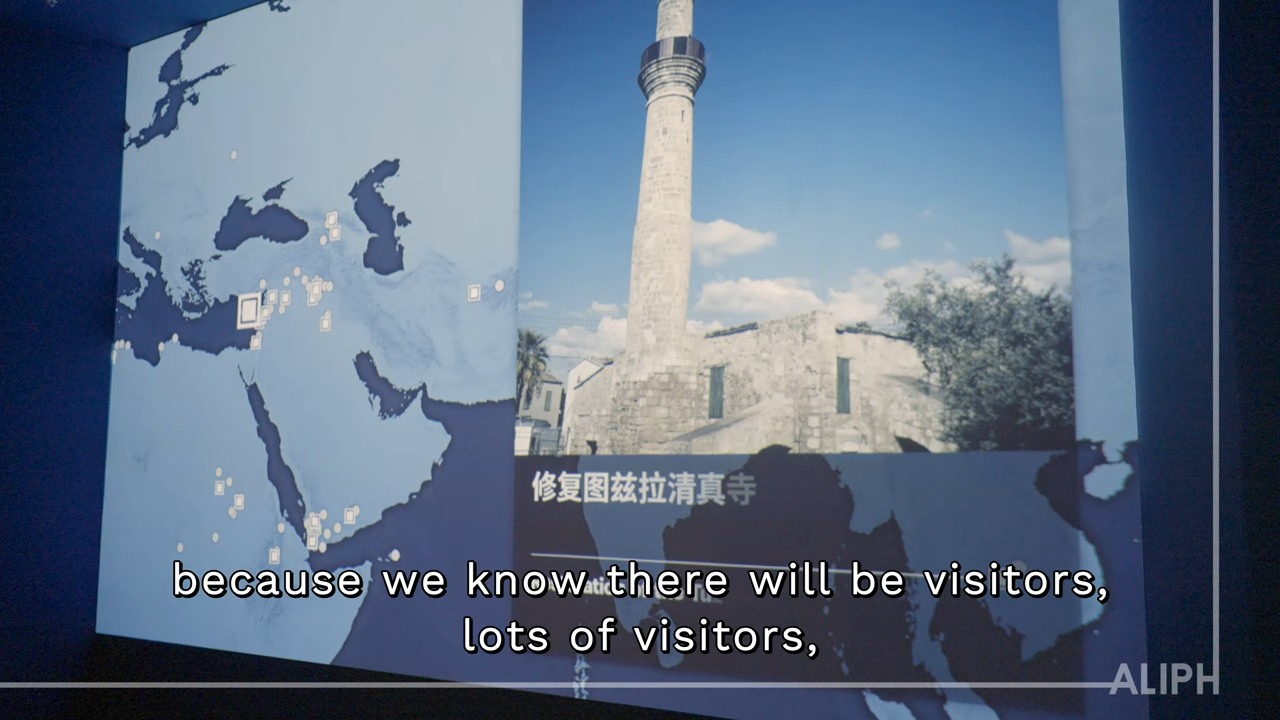 修复图兹拉清真寺
because we know there will be visitors,
lots of visitors,
ALIPH